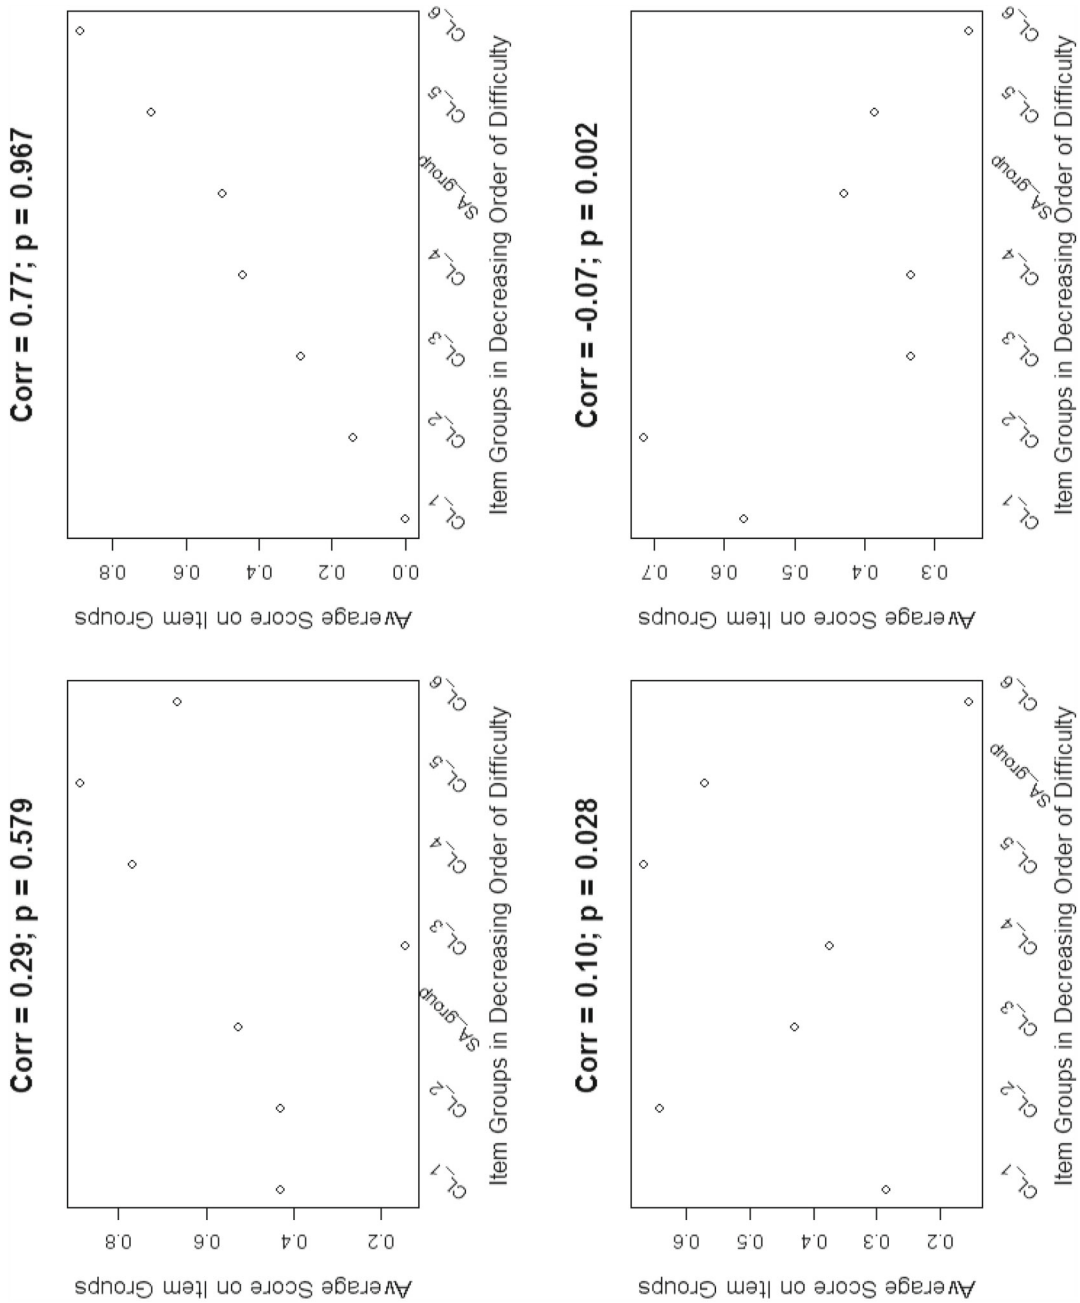 Corr = 0.29; p = 0.579
Average Score on Item Groups
0.8
0.6
0.4
0.2
CL_1
CL_2
SA_group
CL_3
CL_4
CL_5
CL_6
Item Groups in Decreasing Order of Difficulty
Corr = 0.77; p = 0.967
Average Score on Item Groups
0.8
0.6
0.4
0.2
0.0
CL_1
CL_2
CL_3
CL_4
SA_group
CL_5
CL_6
Item Groups in Decreasing Order of Difficulty
Corr = 0.10; p = 0.028
Average Score on Item Groups
0.6
0.5
0.4
0.3
0.2
CL_1
CL_2
CL_3
CL_4
CL_5
SA_group
CL_6
Item Groups in Decreasing Order of Difficulty
Corr = -0.07; p = 0.002
Average Score on Item Groups
0.7
0.6
0.5
0.4
0.3
CL_1
CL_2
CL_3
CL_4
SA_group
CL_5
CL_6
Item Groups in Decreasing Order of Difficulty